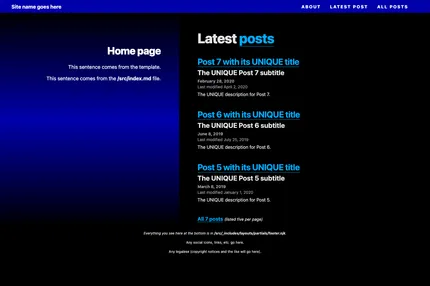 Site name goes here
ABOUT LATEST POST ALL POSTS
Home page
This sentence comes from the template.
This sentence comes from the /src/index.md file.
Latest posts
Post 7 with its UNIQUE title
The UNIQUE Post 7 subtitle
February 28, 2020
Last modified April 2, 2020
The UNIQUE description for Post 7.
Post 6 with its UNIQUE title
The UNIQUE Post 6 subtitle
June 8, 2019
Last modified July 25, 2019
The UNIQUE description for Post 6.
Post 5 with its UNIQUE title
The UNIQUE Post 5 subtitle
March 6, 2019
Last modified January 1, 2020
The UNIQUE description for Post 5.
All 7 posts (listed five per page)
Everything you see here at the bottom is in /src/_includes/layouts/partials/footer.njk.
Any social icons, links, etc. go here.
Any legalese (copyright notices and the like will go here).